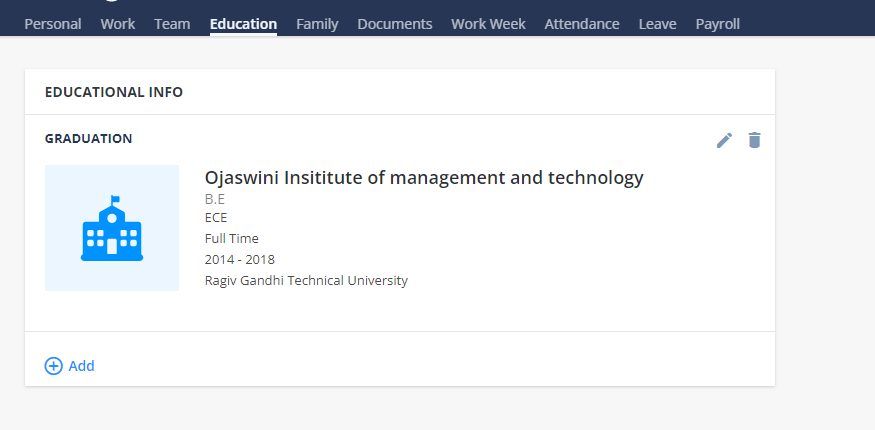 Personal Work Team Education Family Documents Work Week Attendance Leave Payroll
EDUCATIONAL INFO
GRADUATION
Ojaswini Insititute of management and technology
B.E
ECE
Full Time
2014 - 2018
Ragiv Gandhi Technical University
Add